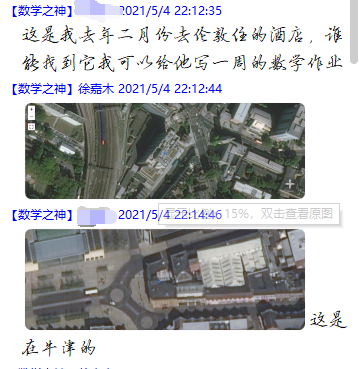 【数学之神】 2021/5/4 22:12:35
这是我去年二月份去伦敦住的酒店，谁
能找到它我可以给他写一周的数学作业
【数学之神】徐嘉木 2021/5/4 22:12:44
15%，双击查看原图
【数学之神】 2021/5/4 22:14:46
这是
在牛津的